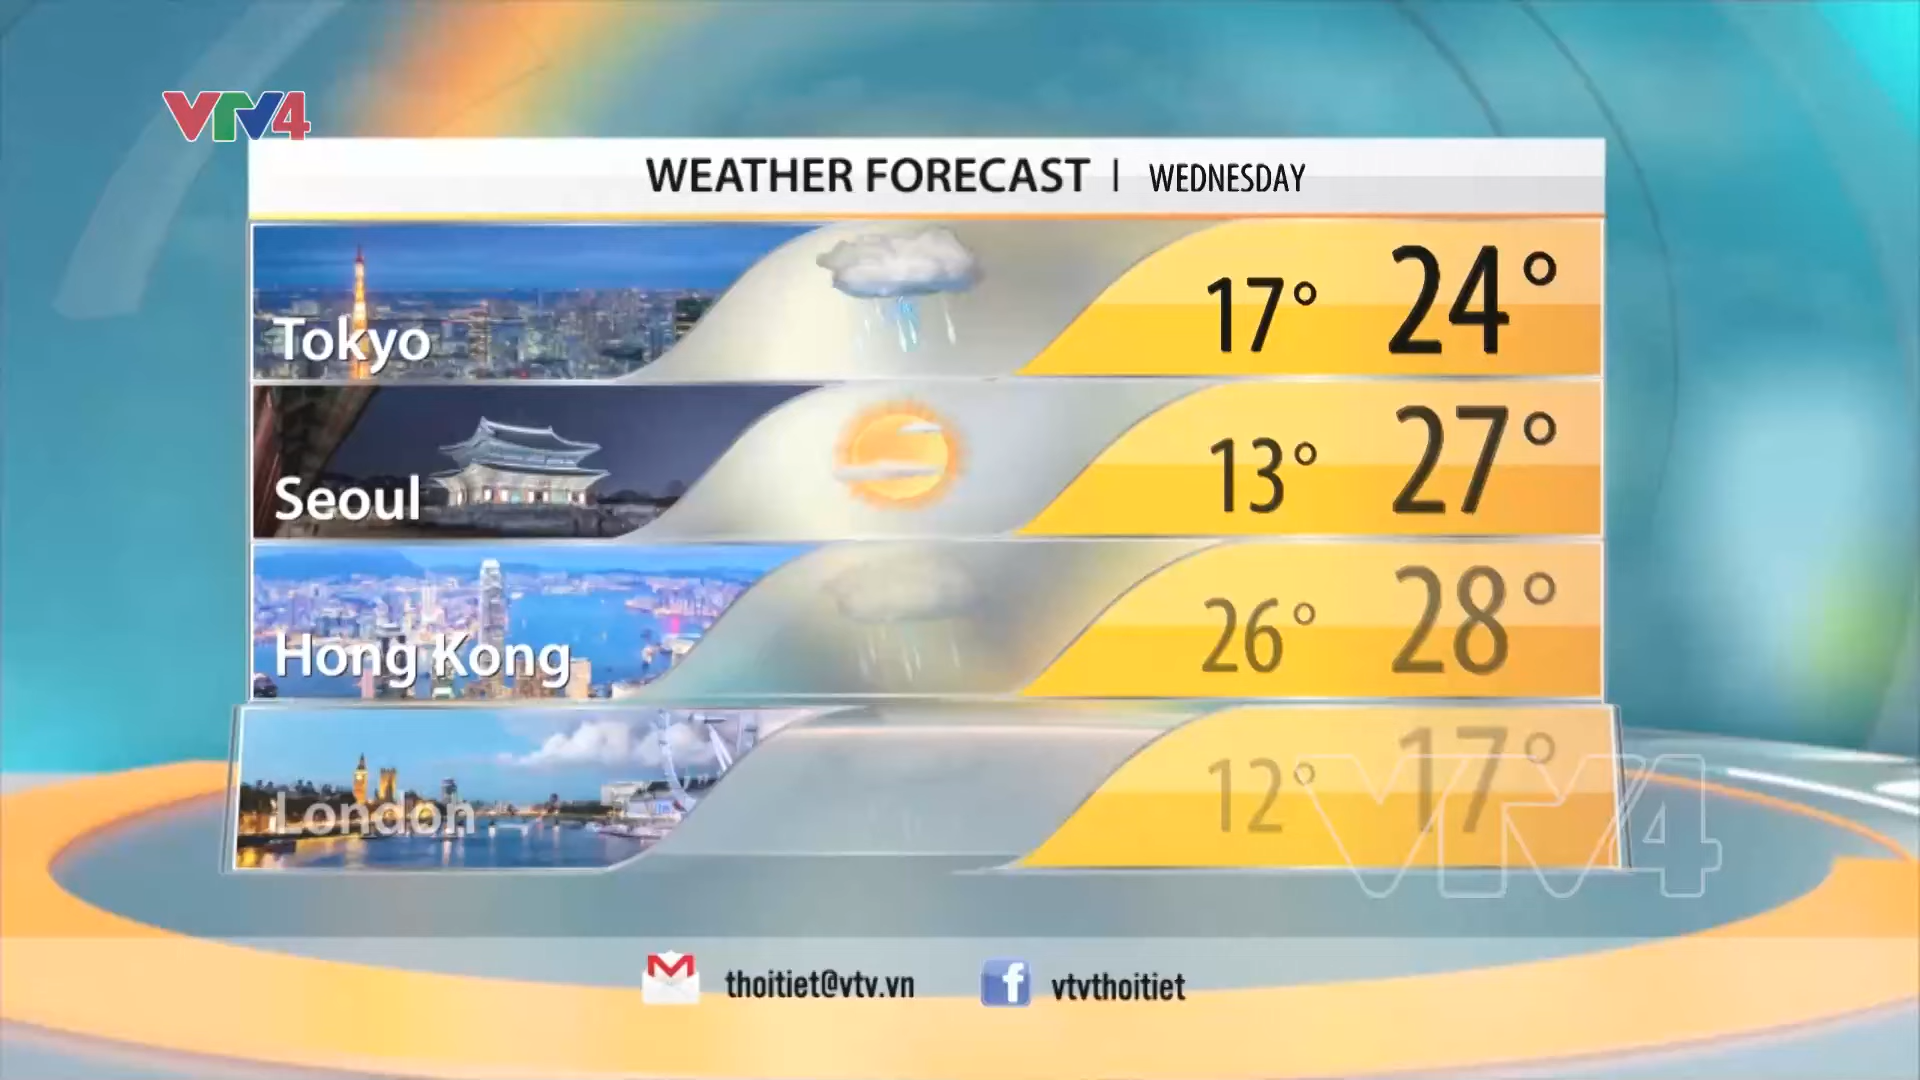 VTV4
WEATHER FORECAST | WEDNESDAY
Tokyo 17° 24°
Seoul 13° 27°
Hong Kong 26° 28°
London 12° 17°
VTV4
thoitiet@vtv.vn vtvthoitiet